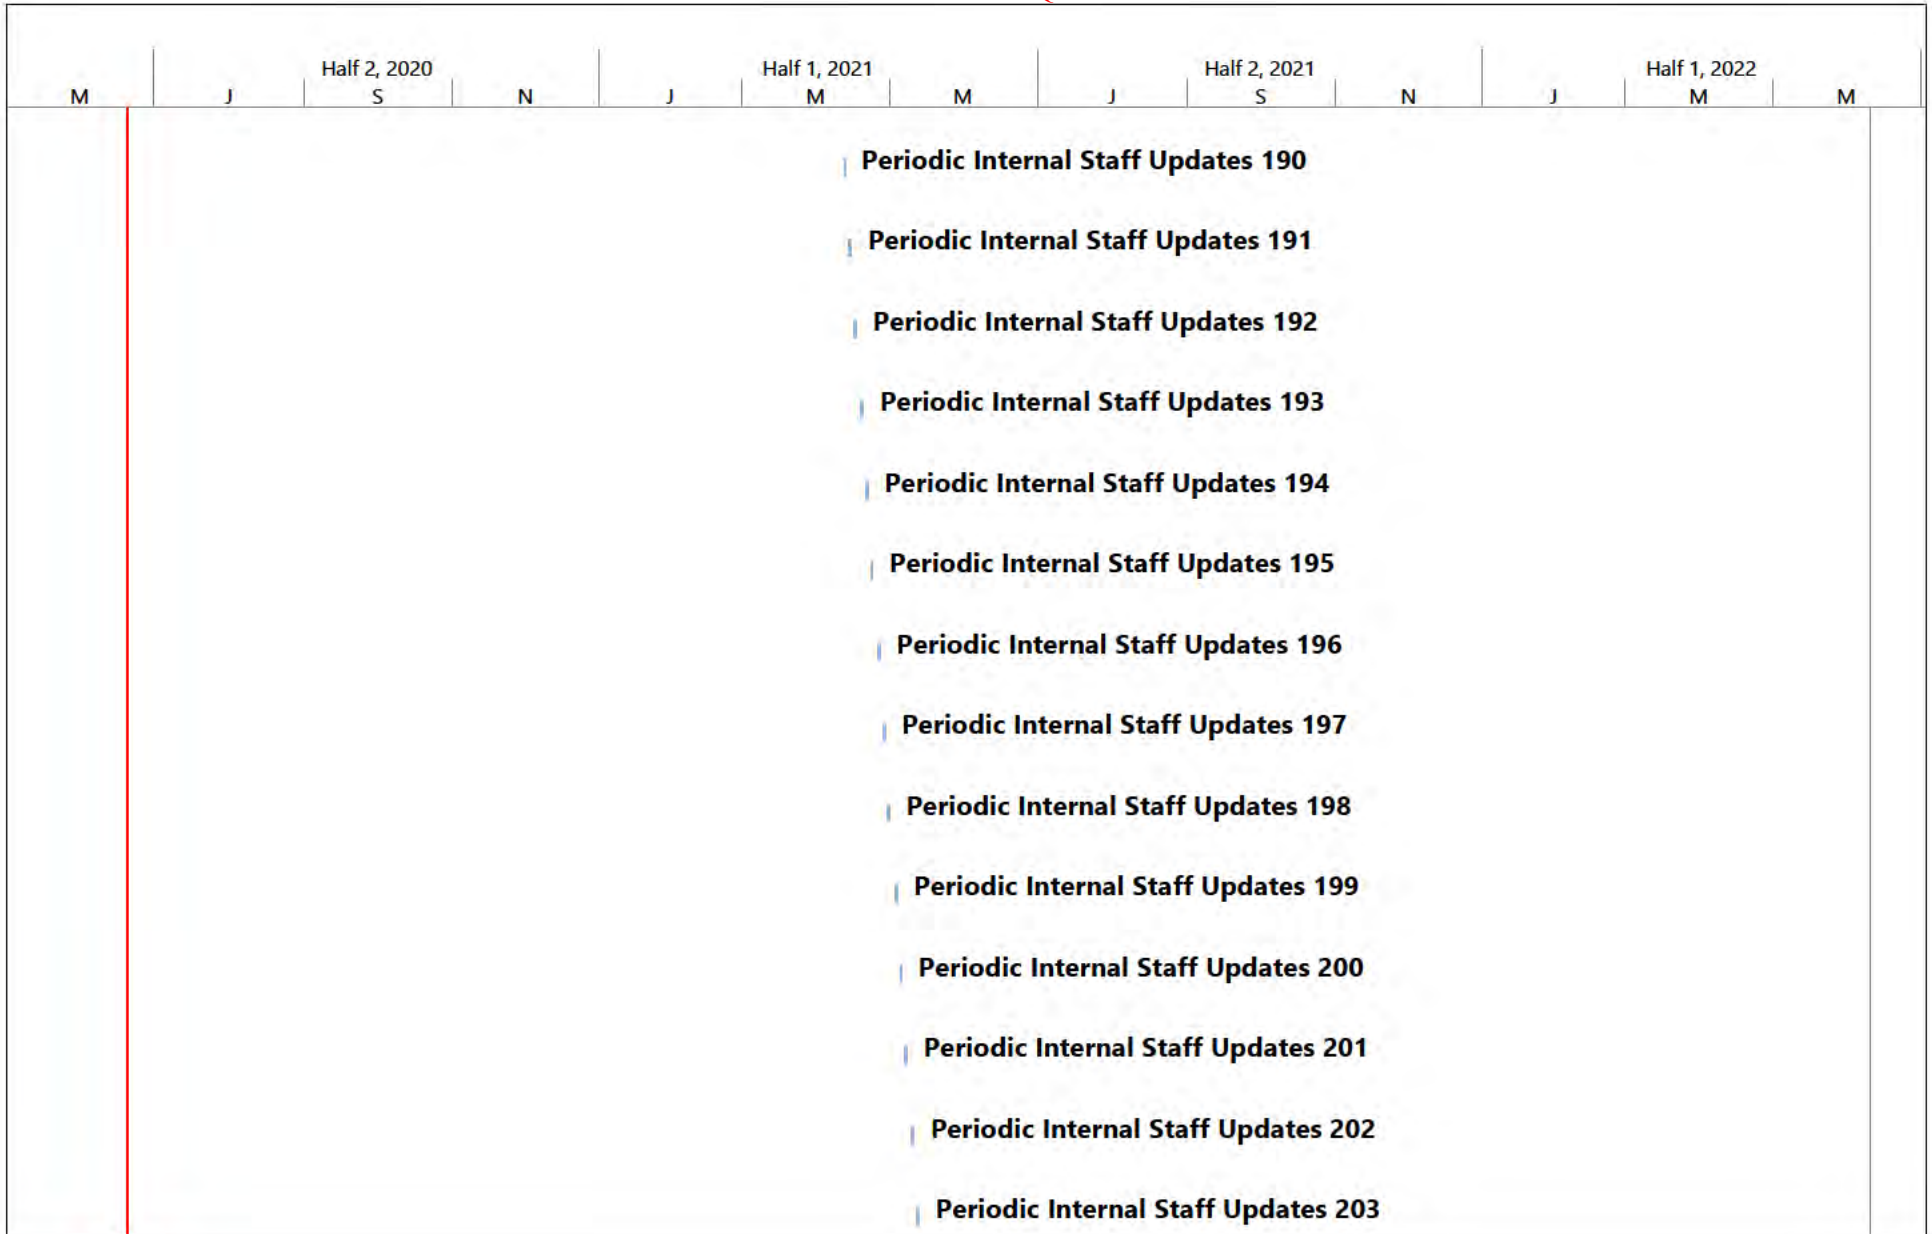 Half 2, 2020 Half 1, 2021 Half 2, 2021 Half 1, 2022
M J S N J M M J S N J M M
Periodic Internal Staff Updates 190
Periodic Internal Staff Updates 191
Periodic Internal Staff Updates 192
Periodic Internal Staff Updates 193
Periodic Internal Staff Updates 194
Periodic Internal Staff Updates 195
Periodic Internal Staff Updates 196
Periodic Internal Staff Updates 197
Periodic Internal Staff Updates 198
Periodic Internal Staff Updates 199
Periodic Internal Staff Updates 200
Periodic Internal Staff Updates 201
Periodic Internal Staff Updates 202
Periodic Internal Staff Updates 203